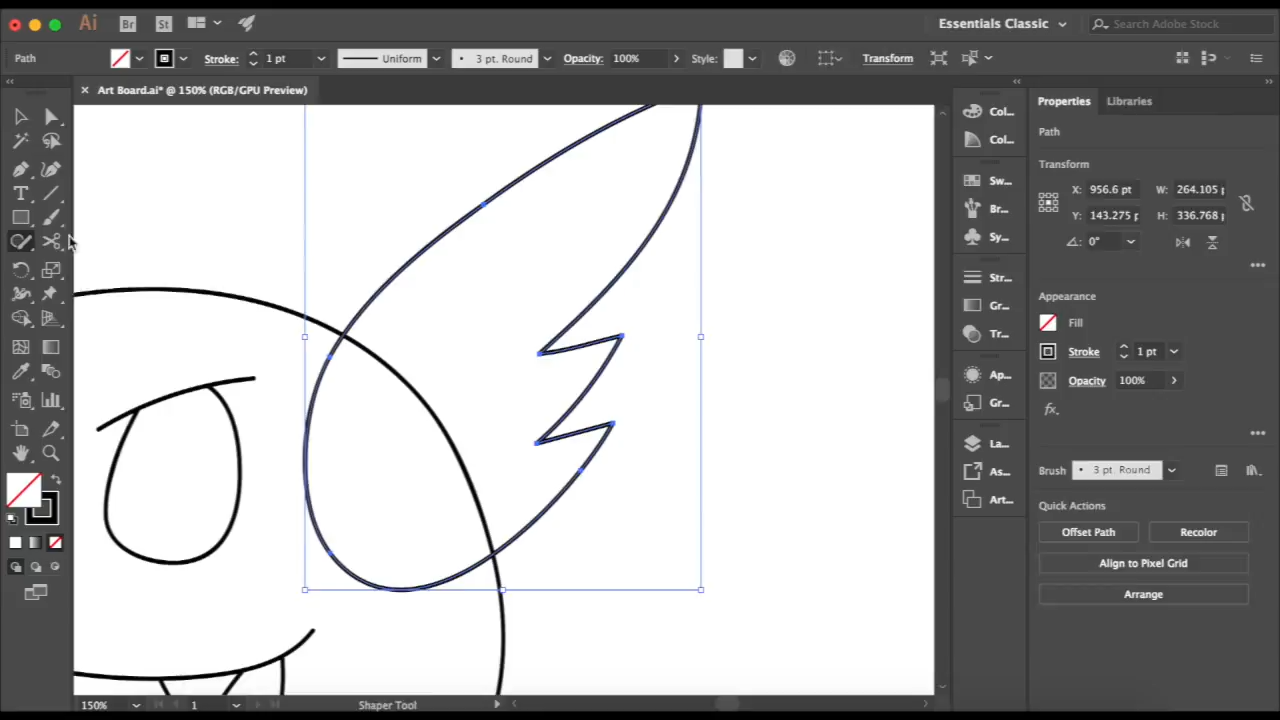 Ai Br St Essentials Classic Search Adobe Stock
Path Stroke: 1 pt Uniform 3 pt. Round Opacity: 100% Style: Transform
Art Board.ai* @ 150% (RGB/GPU Preview)
Properties Libraries
Col...
Col...
Sw...
Br...
Sy...
Str...
Gr...
Tr...
Ap...
Gr...
La...
As...
Art...
Path
Transform
X: 956.6 pt W: 264.105 p
Y: 143.275 p H: 336.768 p
0°
Appearance
Fill
Stroke 1 pt
Opacity 100%
fx.
Brush 3 pt. Round
Quick Actions
Offset Path Recolor
Align to Pixel Grid
Arrange
150% 1 Shaper Tool